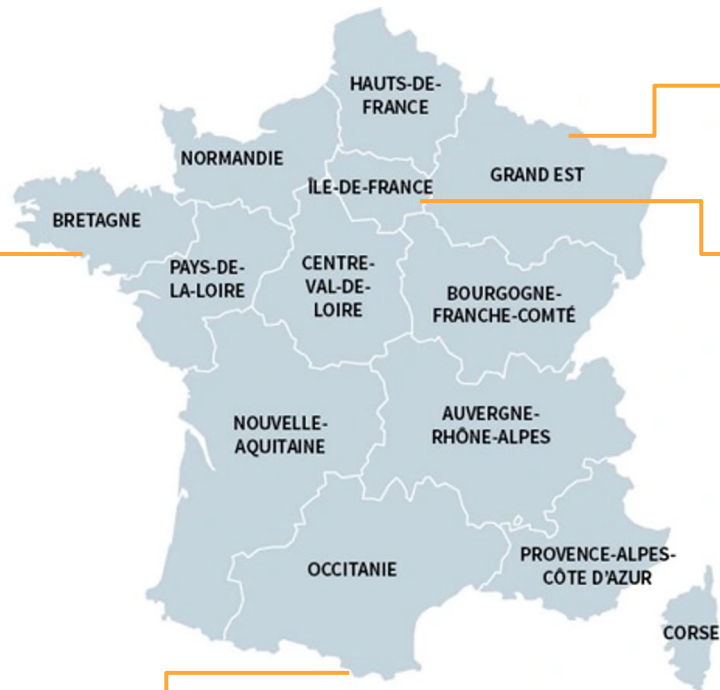 HAUTS-DE-
FRANCE
NORMANDIE
ÎLE-DE-FRANCE
GRAND EST
BRETAGNE
PAYS-DE-
LA-LOIRE
CENTRE-
VAL-DE-
LOIRE
BOURGOGNE-
FRANCHE-COMTÉ
NOUVELLE-
AQUITAINE
AUVERGNE-
RHÔNE-ALPES
OCCITANIE
PROVENCE-ALPES-
CÔTE D'AZUR
CORSE